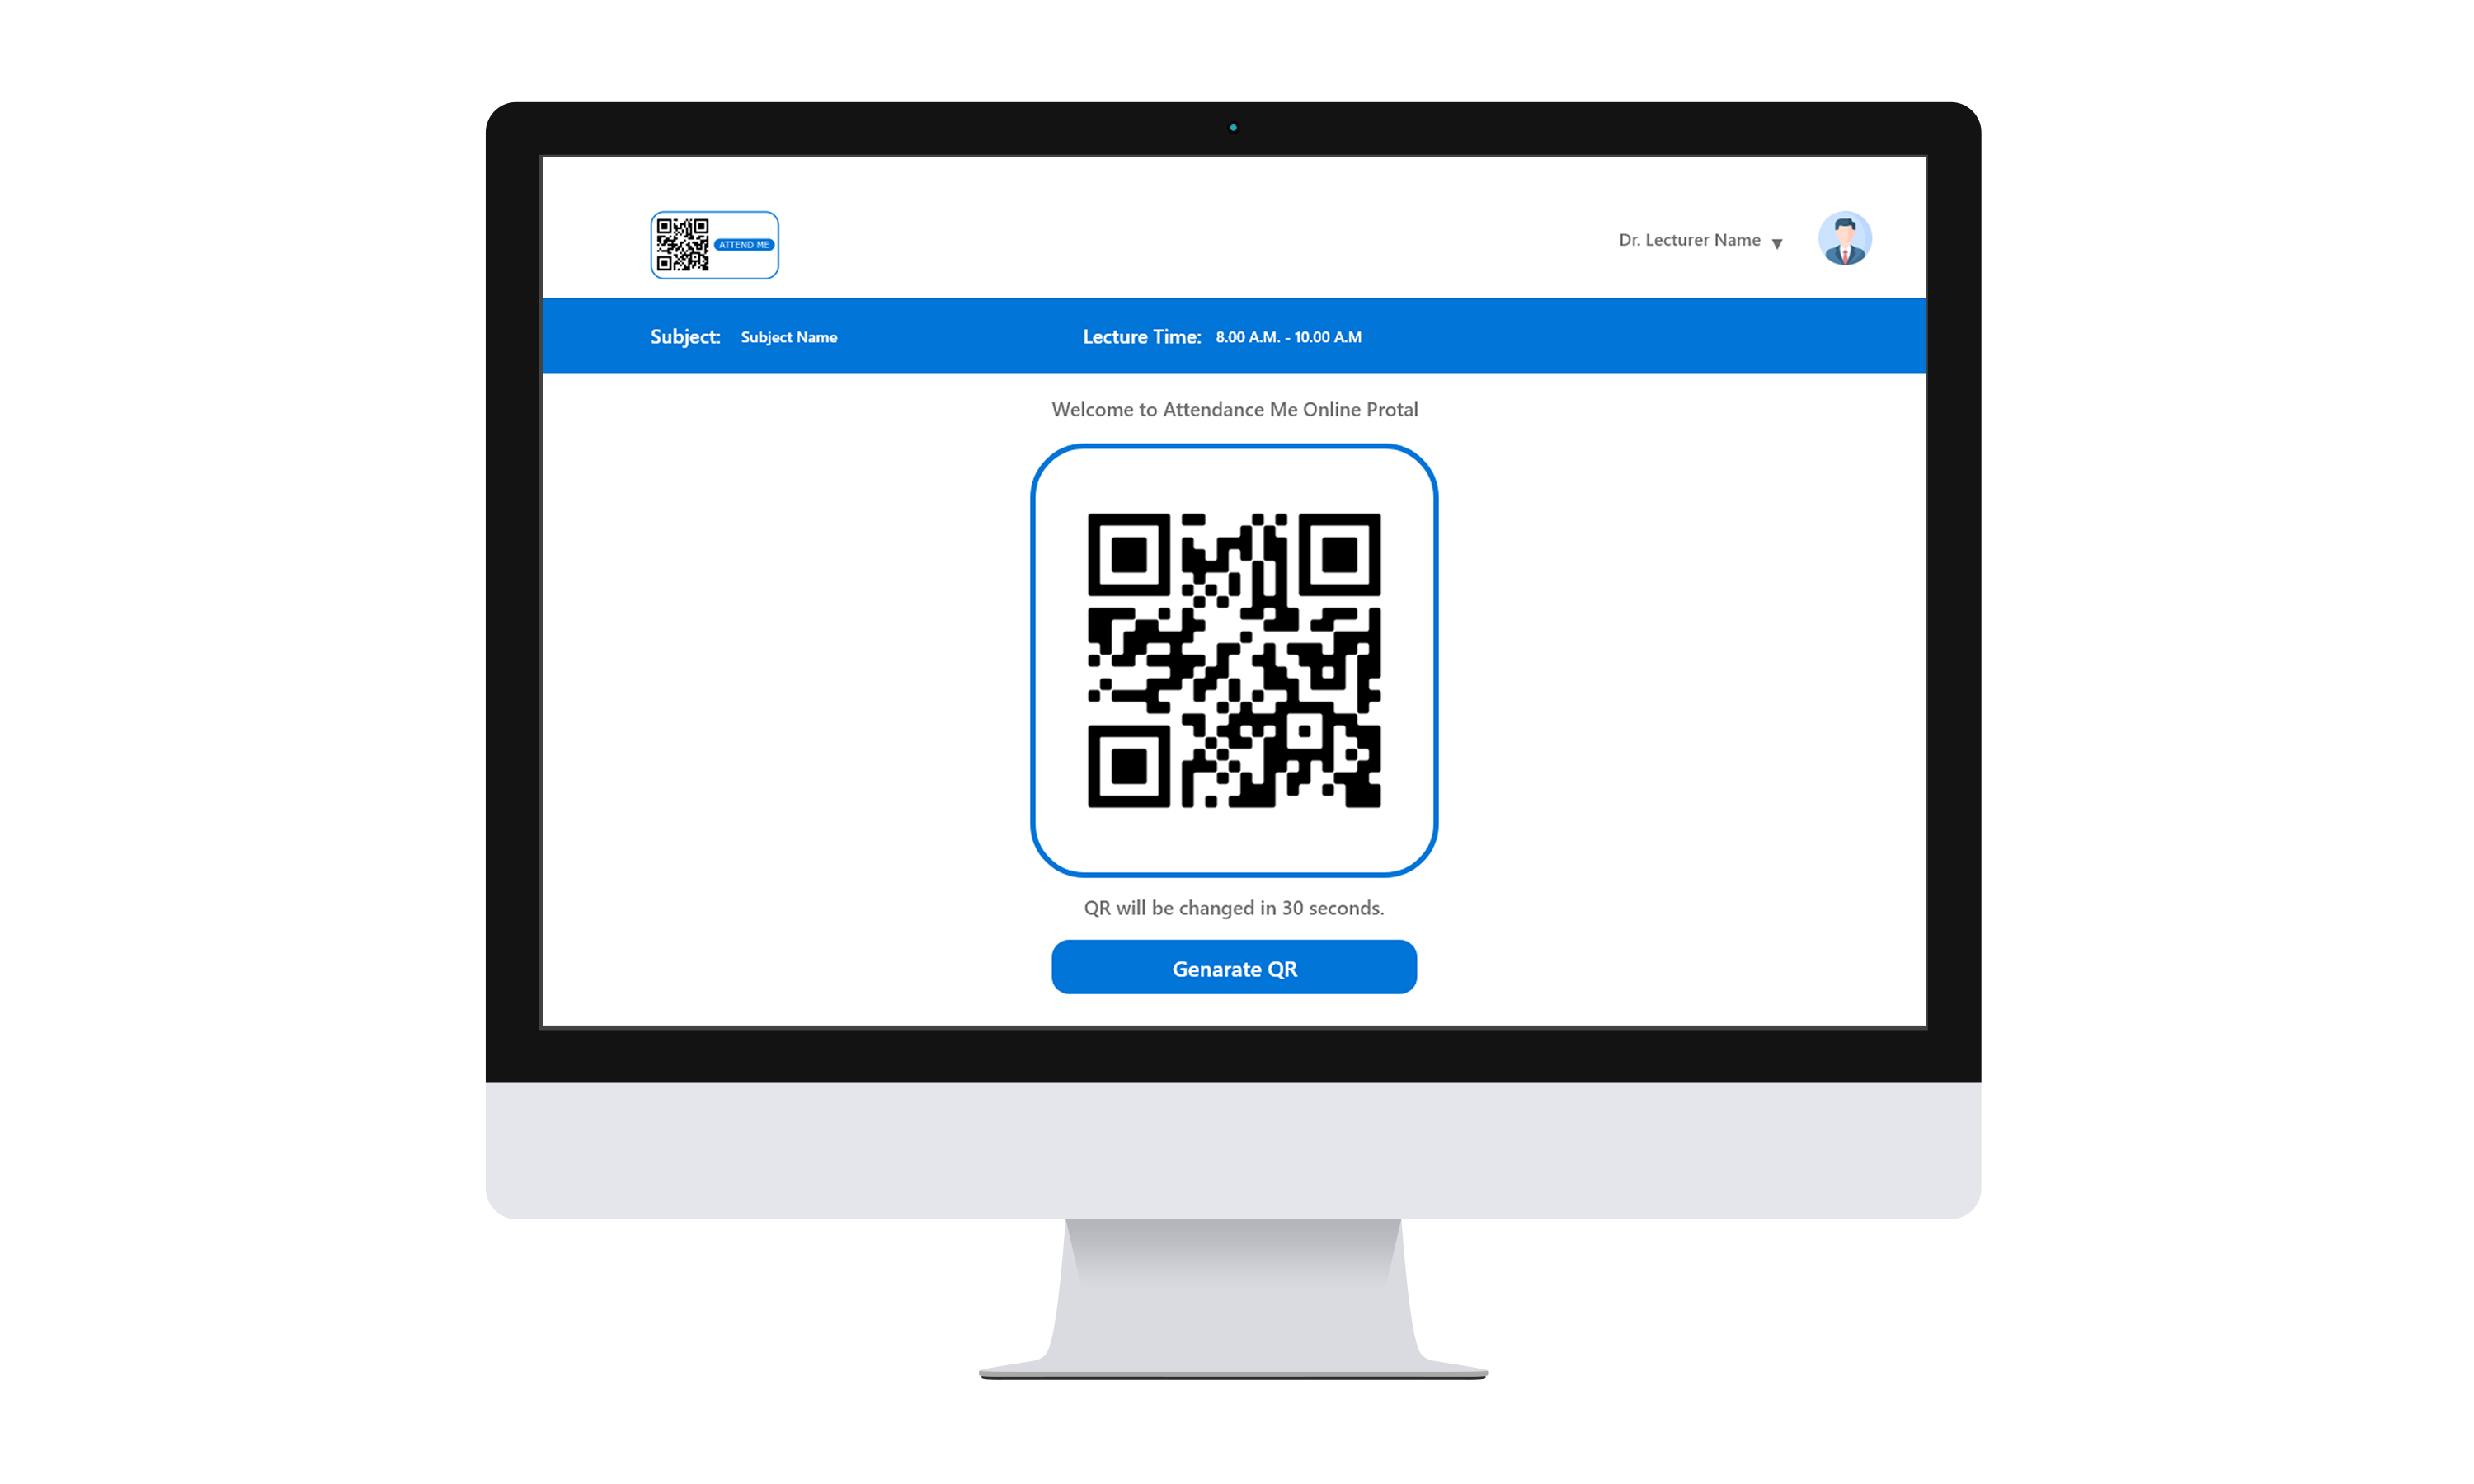 ATTEND ME
Dr. Lecturer Name ▼
Subject: Subject Name Lecture Time: 8.00 A.M. - 10.00 A.M
Welcome to Attendance Me Online Protal
QR will be changed in 30 seconds.
Genarate QR